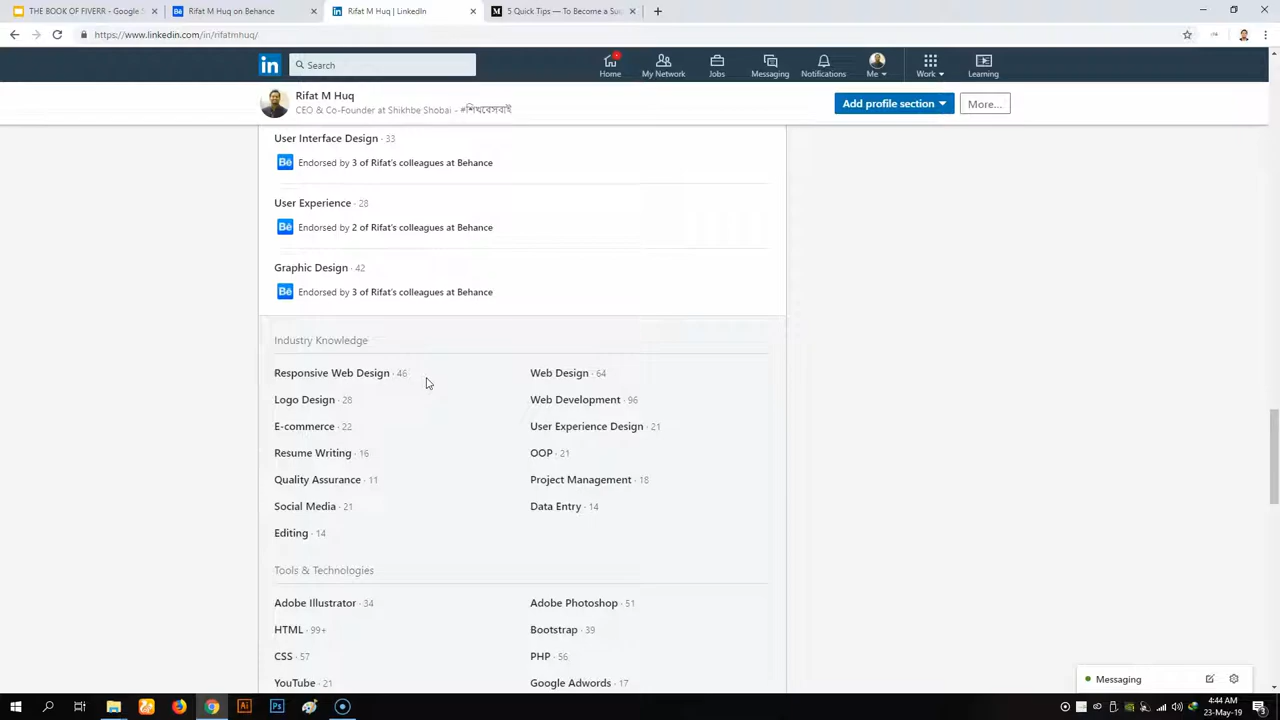 THE BOOK OF FIVERR - Google S
Rifat M Huq on Behance
Rifat M Huq | LinkedIn
5 Quick Tips — To Become a Suc
https://www.linkedin.com/in/rifatmhuq/
in
Search
Home
My Network
Jobs
Messaging
Notifications
Me
Work
Learning
Rifat M Huq
CEO & Co-Founder at Shikhbe Shobai - #শিখবেসবাই
Add profile section
More...
User Interface Design · 33
Bē Endorsed by 3 of Rifat's colleagues at Behance
User Experience · 28
Bē Endorsed by 2 of Rifat's colleagues at Behance
Graphic Design · 42
Bē Endorsed by 3 of Rifat's colleagues at Behance
Industry Knowledge
Responsive Web Design · 46
Web Design · 64
Logo Design · 28
Web Development · 96
E-commerce · 22
User Experience Design · 21
Resume Writing · 16
OOP · 21
Quality Assurance · 11
Project Management · 18
Social Media · 21
Data Entry · 14
Editing · 14
Tools & Technologies
Adobe Illustrator · 34
Adobe Photoshop · 51
HTML · 99+
Bootstrap · 39
CSS · 57
PHP · 56
YouTube · 21
Google Adwords · 17
Messaging
4:44 AM
23-May-19